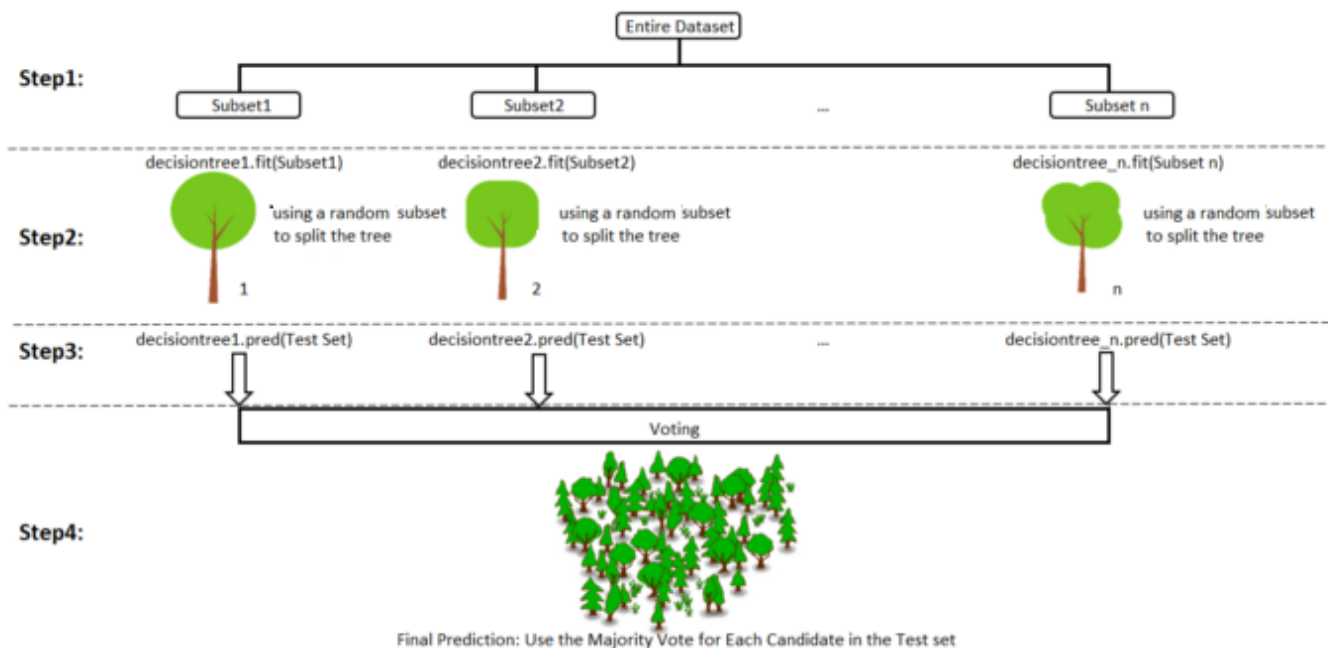 Entire Dataset
Step1:
Subset1
Subset2
...
Subset n
decisiontree1.fit(Subset1)
decisiontree2.fit(Subset2)
decisiontree_n.fit(Subset n)
Step2:
using a random subset
to split the tree
1
using a random subset
to split the tree
2
using a random subset
to split the tree
n
Step3:
decisiontree1.pred(Test Set)
decisiontree2.pred(Test Set)
...
decisiontree_n.pred(Test Set)
Voting
Step4:
Final Prediction: Use the Majority Vote for Each Candidate in the Test set